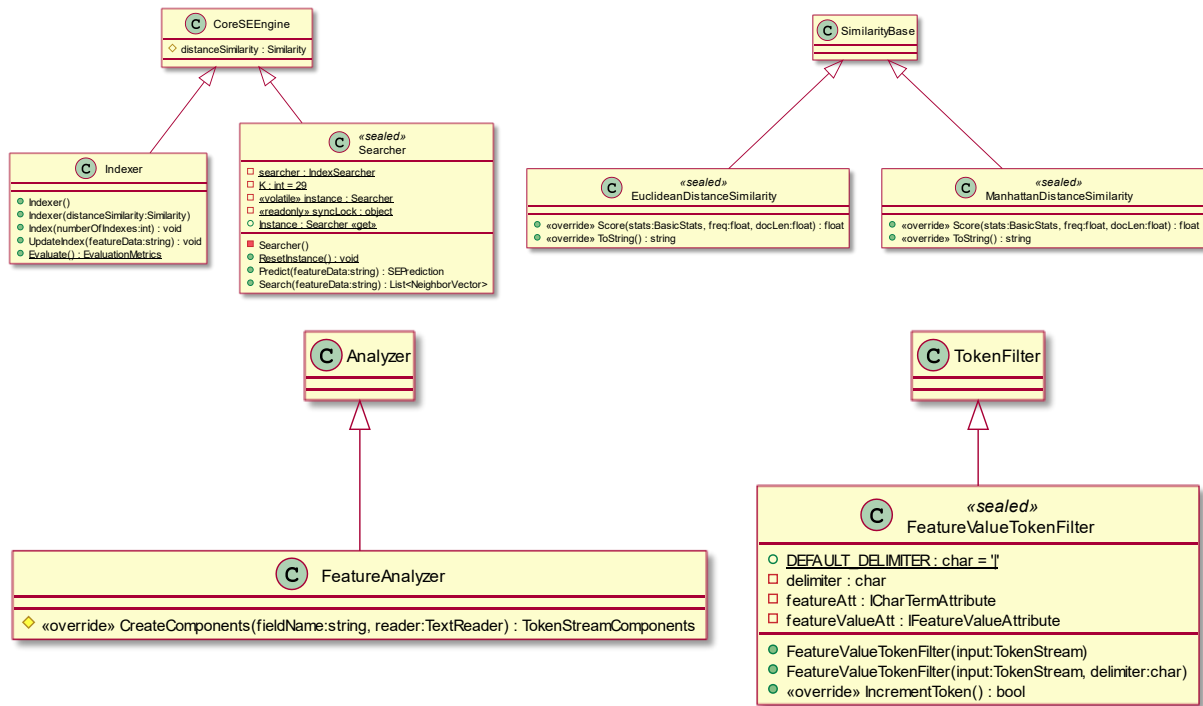 C CoreSEEngine
distanceSimilarity : Similarity
C Indexer
Indexer()
Indexer(distanceSimilarity:Similarity)
Index(numberOfIndexes:int) : void
UpdateIndex(featureData:string) : void
Evaluate() : EvaluationMetrics
«sealed»
C Searcher
searcher : IndexSearcher
K : int = 29
«volatile» instance : Searcher
«readonly» syncLock : object
Instance : Searcher «get»
Searcher()
ResetInstance() : void
Predict(featureData:string) : SEPrediction
Search(featureData:string) : List<NeighborVector>
C SimilarityBase
«sealed»
C EuclideanDistanceSimilarity
«override» Score(stats:BasicStats, freq:float, docLen:float) : float
«override» ToString() : string
«sealed»
C ManhattanDistanceSimilarity
«override» Score(stats:BasicStats, freq:float, docLen:float) : float
«override» ToString() : string
C Analyzer
C FeatureAnalyzer
«override» CreateComponents(fieldName:string, reader:TextReader) : TokenStreamComponents
C TokenFilter
«sealed»
C FeatureValueTokenFilter
DEFAULT_DELIMITER : char = '|'
delimiter : char
featureAtt : ICharTermAttribute
featureValueAtt : IFeatureValueAttribute
FeatureValueTokenFilter(input:TokenStream)
FeatureValueTokenFilter(input:TokenStream, delimiter:char)
«override» IncrementToken() : bool